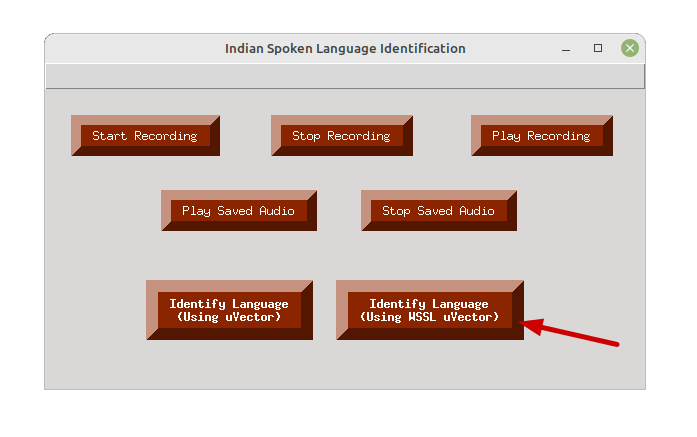 Indian Spoken Language Identification
Start Recording
Stop Recording
Play Recording
Play Saved Audio
Stop Saved Audio
Identify Language
(Using uVector)
Identify Language
(Using WSSL uVector)